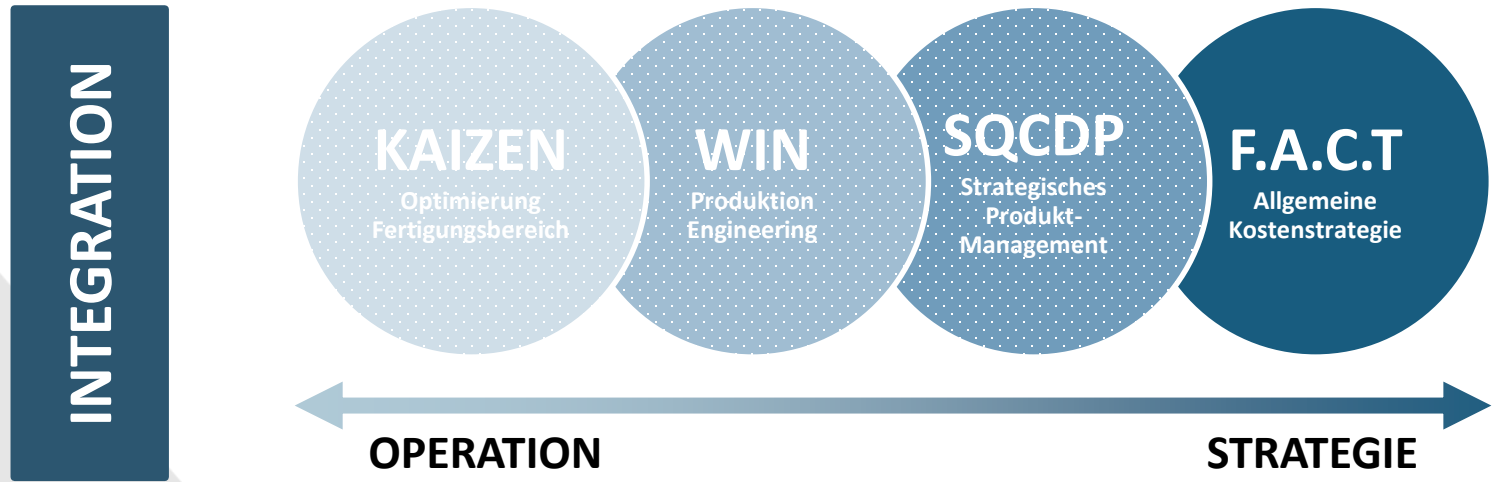 INTEGRATION
KAIZEN
Optimierung
Fertigungsbereich
WIN
Produktion
Engineering
SQCDP
Strategisches
Produkt-
Management
F.A.C.T
Allgemeine
Kostenstrategie
OPERATION
STRATEGIE